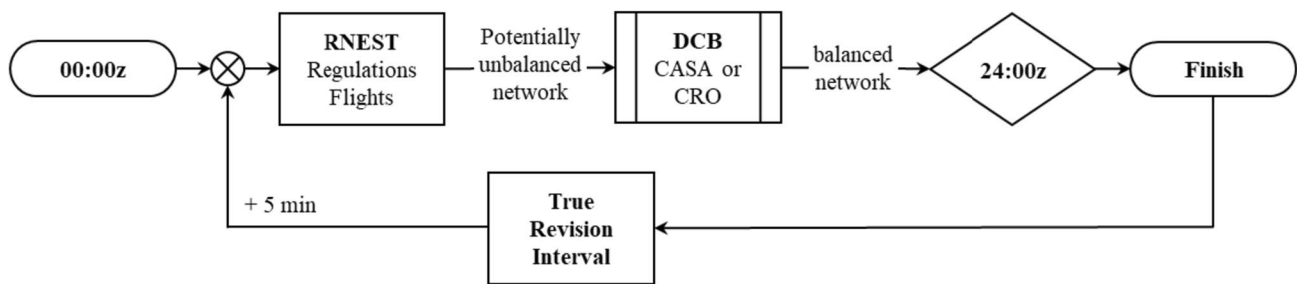 00:00z
RNEST
Regulations
Flights
Potentially
unbalanced
network
DCB
CASA or
CRO
balanced
network
24:00z
Finish
+ 5 min
True
Revision
Interval